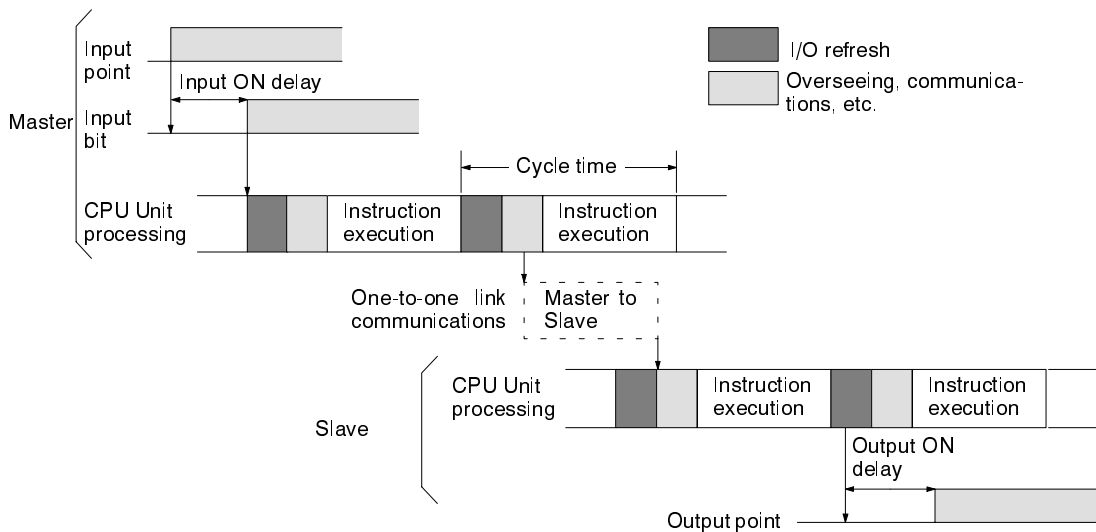 Input
point
I/O refresh
Input ON delay
Overseeing, communica-
tions, etc.
Master
Input
bit
Cycle time
CPU Unit
processing
Instruction
execution
Instruction
execution
One-to-one link
communications
Master to
Slave
CPU Unit
processing
Instruction
execution
Instruction
execution
Slave
Output ON
delay
Output point